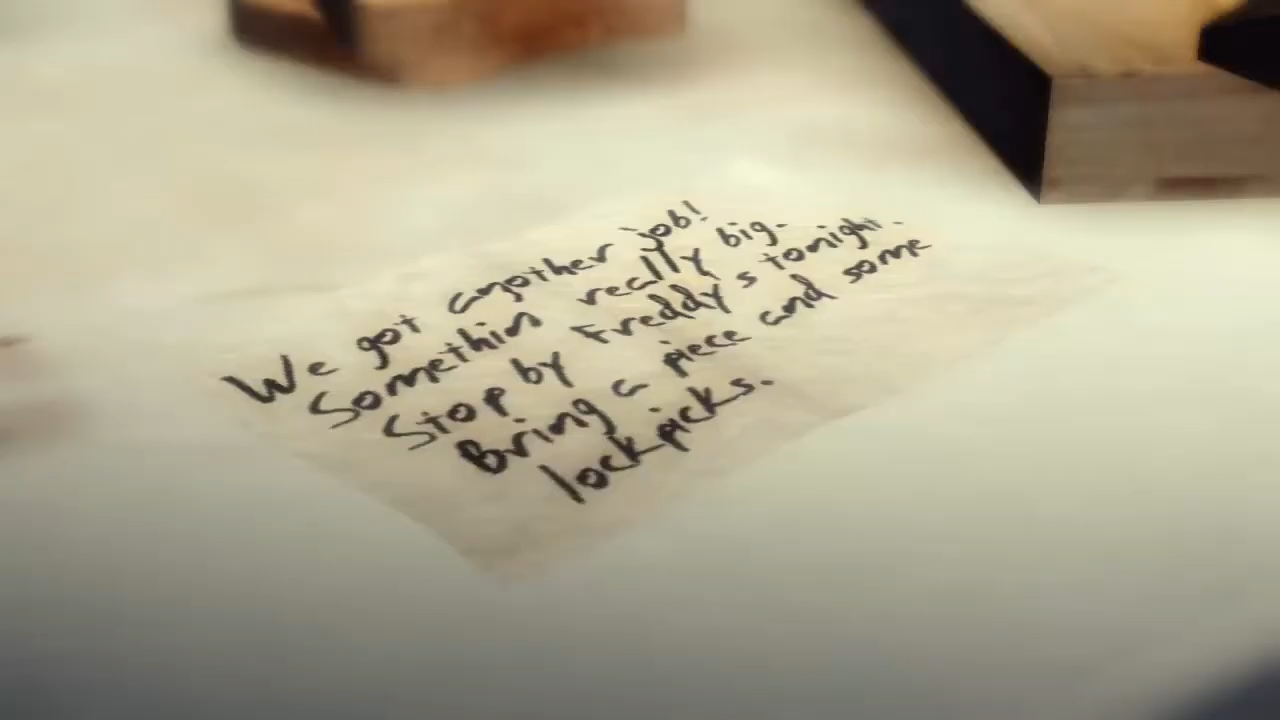 We got another job!
Somethin really big.
Stop by Freddy's tonight.
Bring a piece and some
lockpicks.